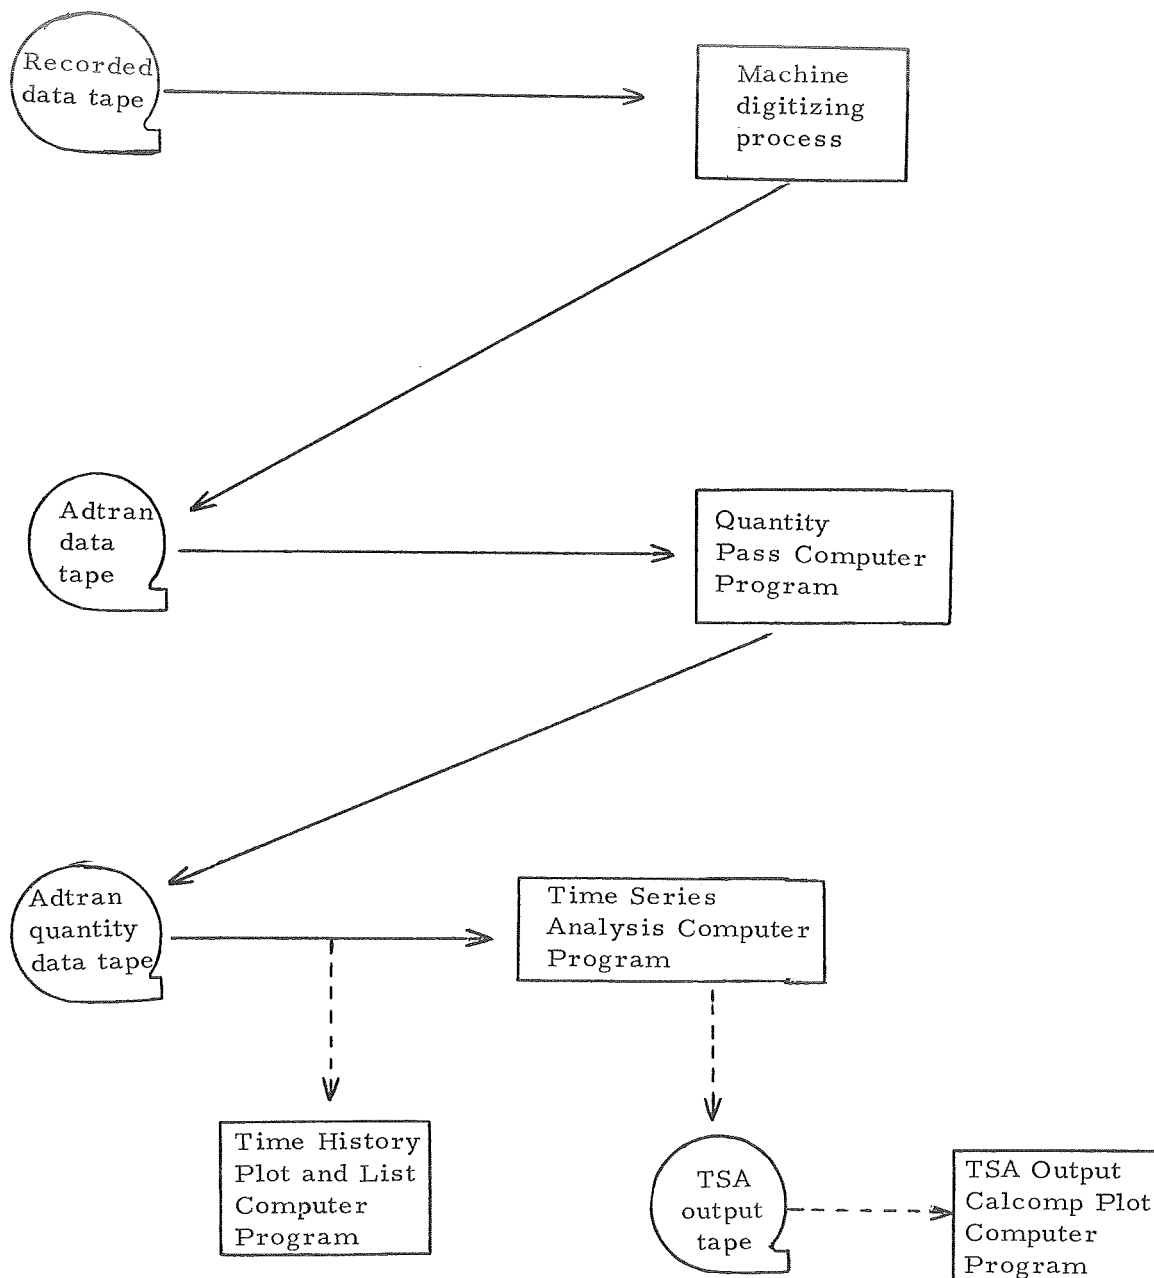 Recorded
data tape
Machine
digitizing
process
Adtran
data
tape
Quantity
Pass Computer
Program
Adtran
quantity
data tape
Time Series
Analysis Computer
Program
Time History
Plot and List
Computer
Program
TSA
output
tape
TSA Output
Calcomp Plot
Computer
Program